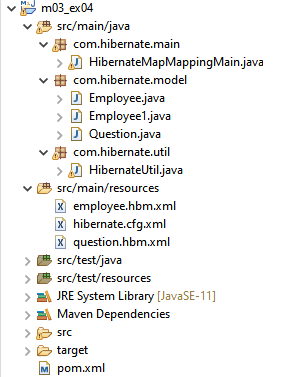 m03_ex04
src/main/java
com.hibernate.main
HibernateMapMappingMain.java
com.hibernate.model
Employee.java
Employee1.java
Question.java
com.hibernate.util
HibernateUtil.java
src/main/resources
employee.hbm.xml
hibernate.cfg.xml
question.hbm.xml
src/test/java
src/test/resources
JRE System Library [JavaSE-11]
Maven Dependencies
src
target
pom.xml